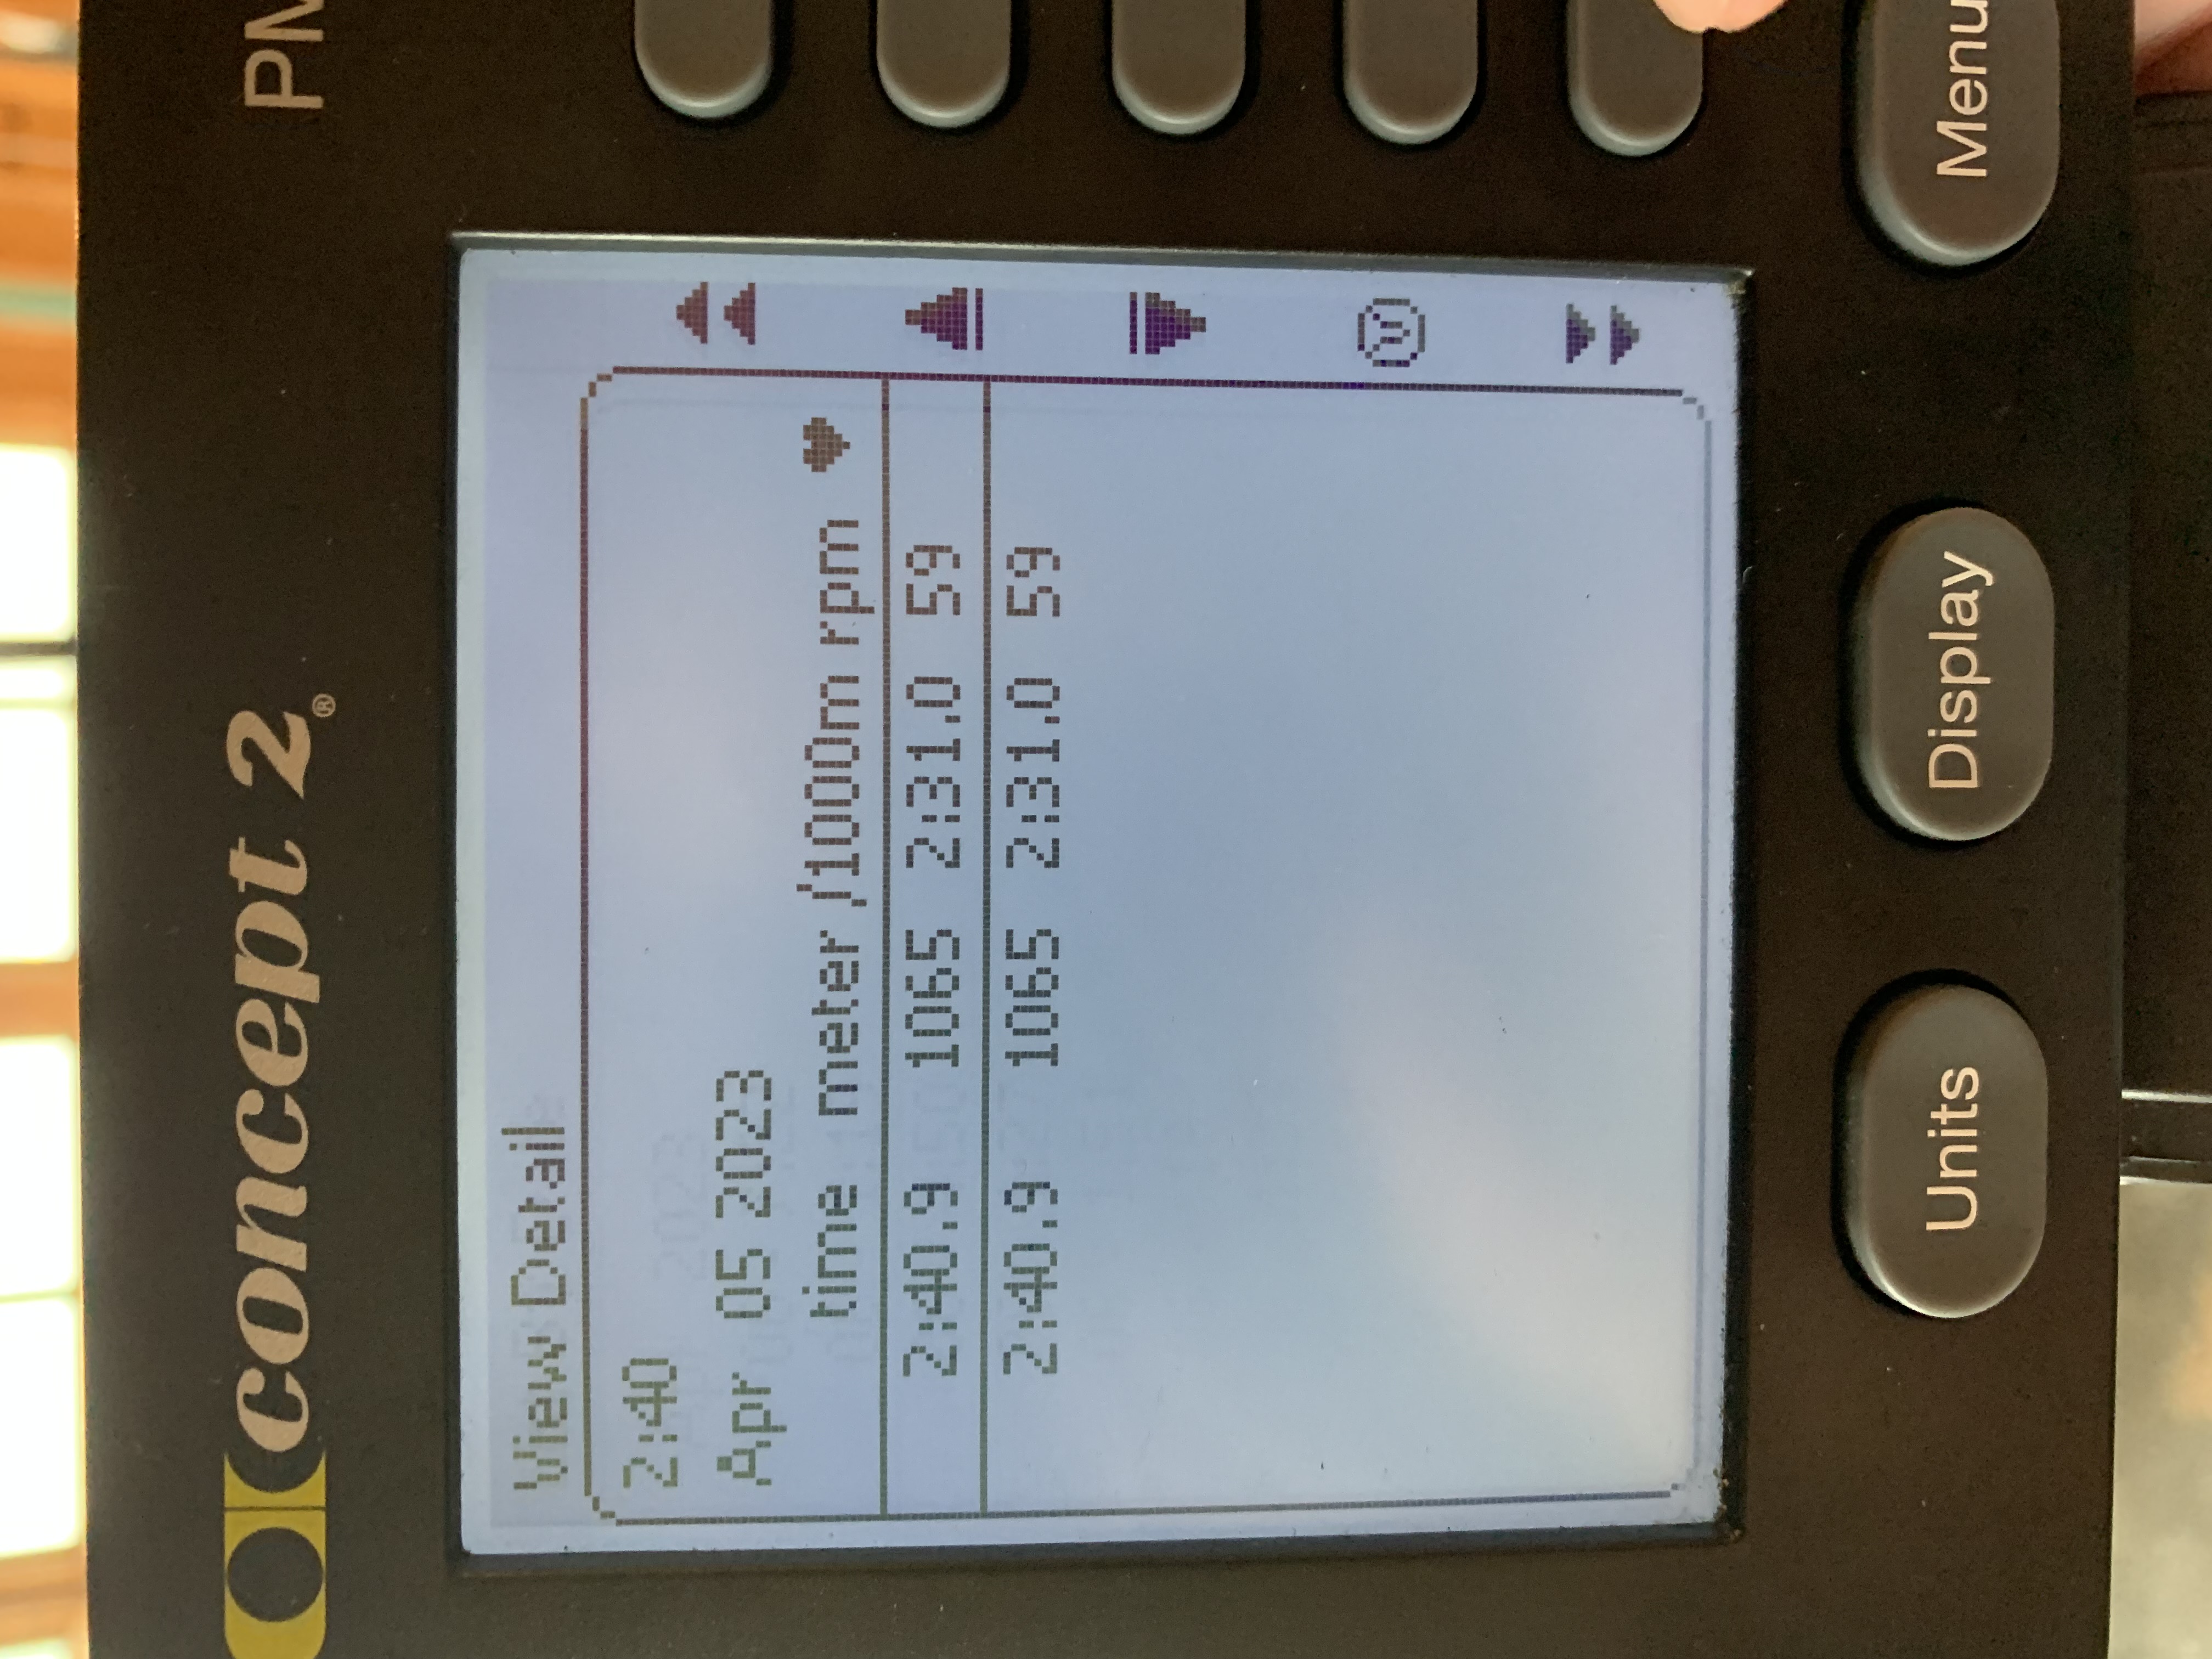 concept 2®
PM
View Detail
2:40
Apr 05 2023
time meter /1000m rpm
2:40.9 1065 2:31.0 59
2:40.9 1065 2:31.0 59
Units Display Menu